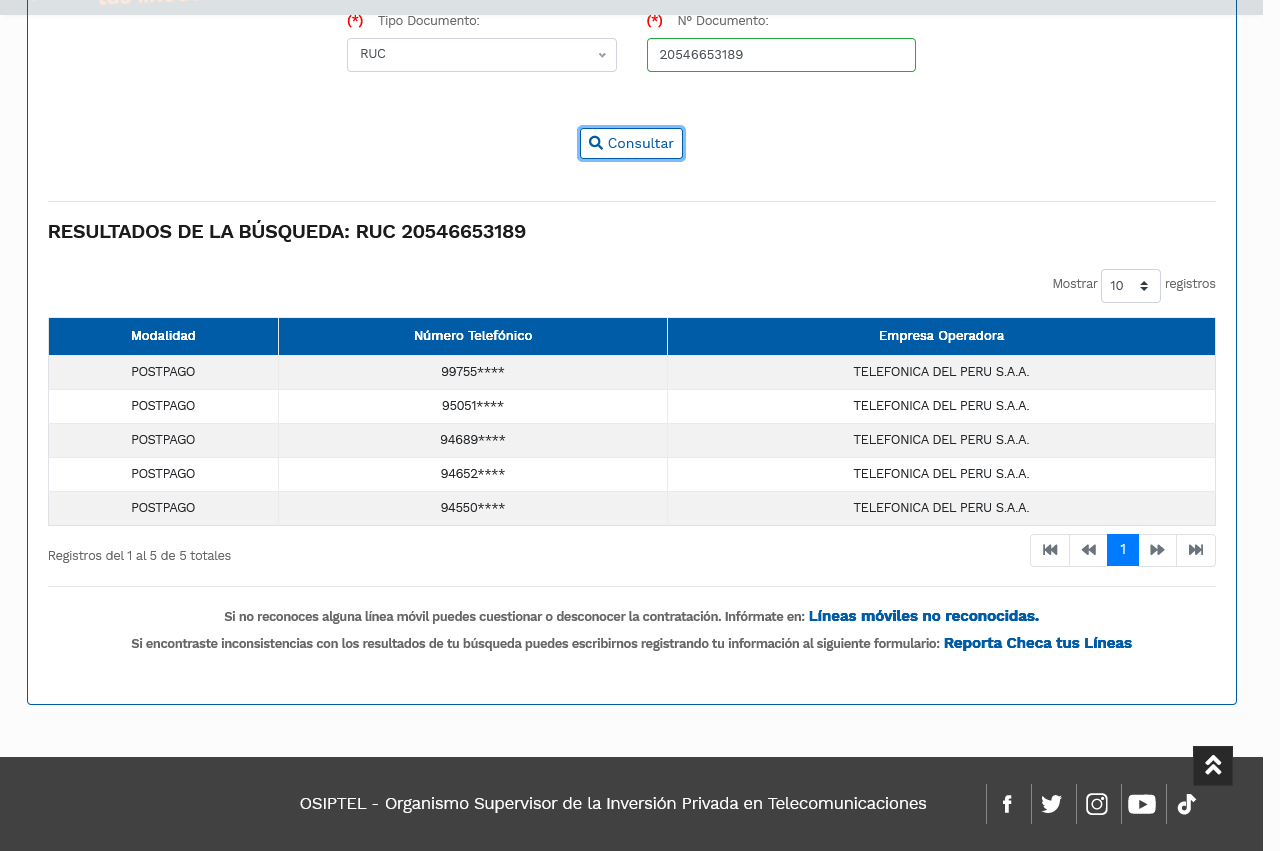 (*) Tipo Documento: (*) Nº Documento:
RUC 20546653189
Consultar
RESULTADOS DE LA BÚSQUEDA: RUC 20546653189
Mostrar 10 registros
Modalidad Número Telefónico Empresa Operadora
POSTPAGO 99755**** TELEFONICA DEL PERU S.A.A.
POSTPAGO 95051**** TELEFONICA DEL PERU S.A.A.
POSTPAGO 94689**** TELEFONICA DEL PERU S.A.A.
POSTPAGO 94652**** TELEFONICA DEL PERU S.A.A.
POSTPAGO 94550**** TELEFONICA DEL PERU S.A.A.
Registros del 1 al 5 de 5 totales 1
Si no reconoces alguna línea móvil puedes cuestionar o desconocer la contratación. Infórmate en: Líneas móviles no reconocidas.
Si encontraste inconsistencias con los resultados de tu búsqueda puedes escribirnos registrando tu información al siguiente formulario: Reporta Checa tus Líneas
OSIPTEL - Organismo Supervisor de la Inversión Privada en Telecomunicaciones